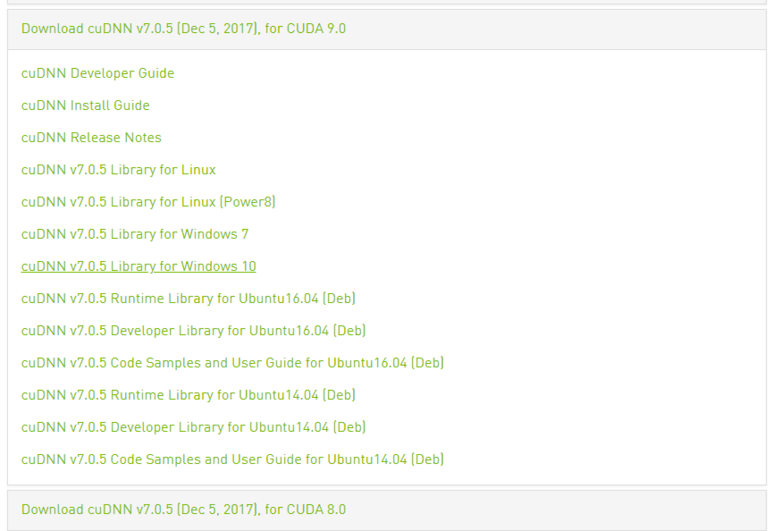 Download cuDNN v7.0.5 (Dec 5, 2017), for CUDA 9.0
cuDNN Developer Guide
cuDNN Install Guide
cuDNN Release Notes
cuDNN v7.0.5 Library for Linux
cuDNN v7.0.5 Library for Linux (Power8)
cuDNN v7.0.5 Library for Windows 7
cuDNN v7.0.5 Library for Windows 10
cuDNN v7.0.5 Runtime Library for Ubuntu16.04 (Deb)
cuDNN v7.0.5 Developer Library for Ubuntu16.04 (Deb)
cuDNN v7.0.5 Code Samples and User Guide for Ubuntu16.04 (Deb)
cuDNN v7.0.5 Runtime Library for Ubuntu14.04 (Deb)
cuDNN v7.0.5 Developer Library for Ubuntu14.04 (Deb)
cuDNN v7.0.5 Code Samples and User Guide for Ubuntu14.04 (Deb)
Download cuDNN v7.0.5 (Dec 5, 2017), for CUDA 8.0